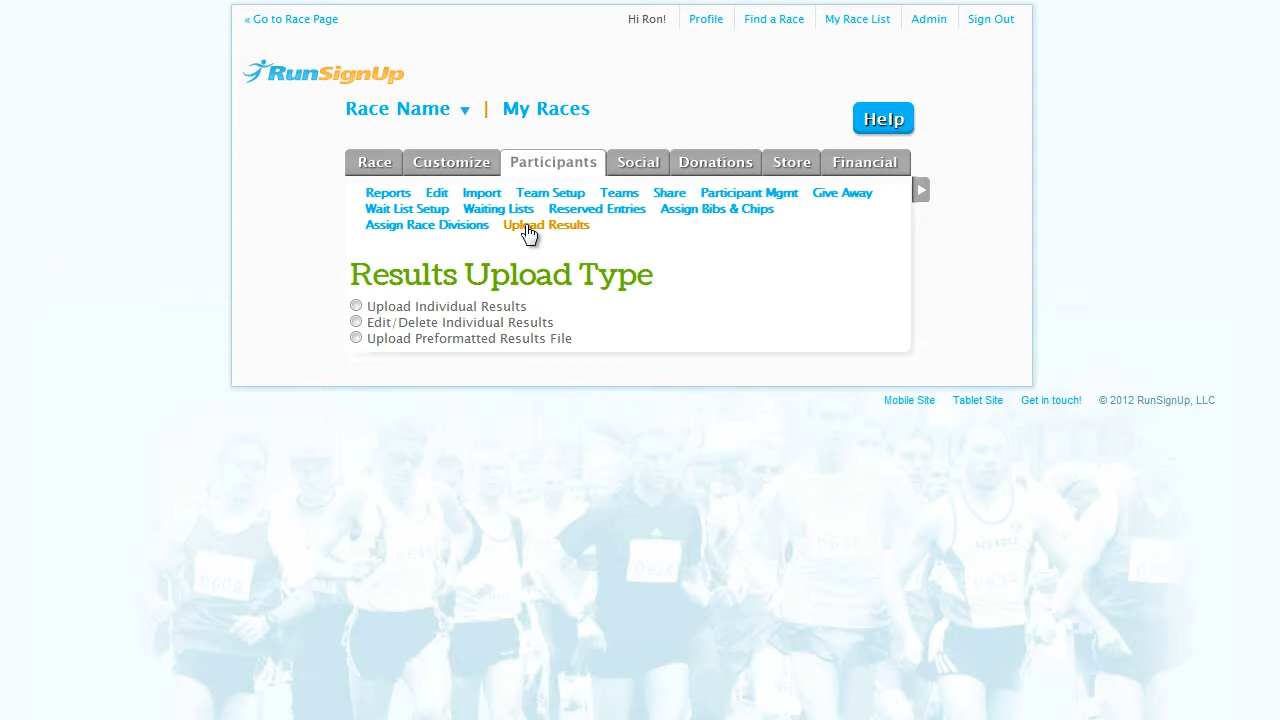 « Go to Race Page
Hi Ron! Profile Find a Race My Race List Admin Sign Out
RunSignUp
Race Name | My Races
Help
Race Customize Participants Social Donations Store Financial
Reports Edit Import Team Setup Teams Share Participant Mgmt Give Away
Wait List Setup Waiting Lists Reserved Entries Assign Bibs & Chips
Assign Race Divisions Upload Results
Results Upload Type
Upload Individual Results
Edit/Delete Individual Results
Upload Preformatted Results File
Mobile Site Tablet Site Get in touch! © 2012 RunSignUp, LLC